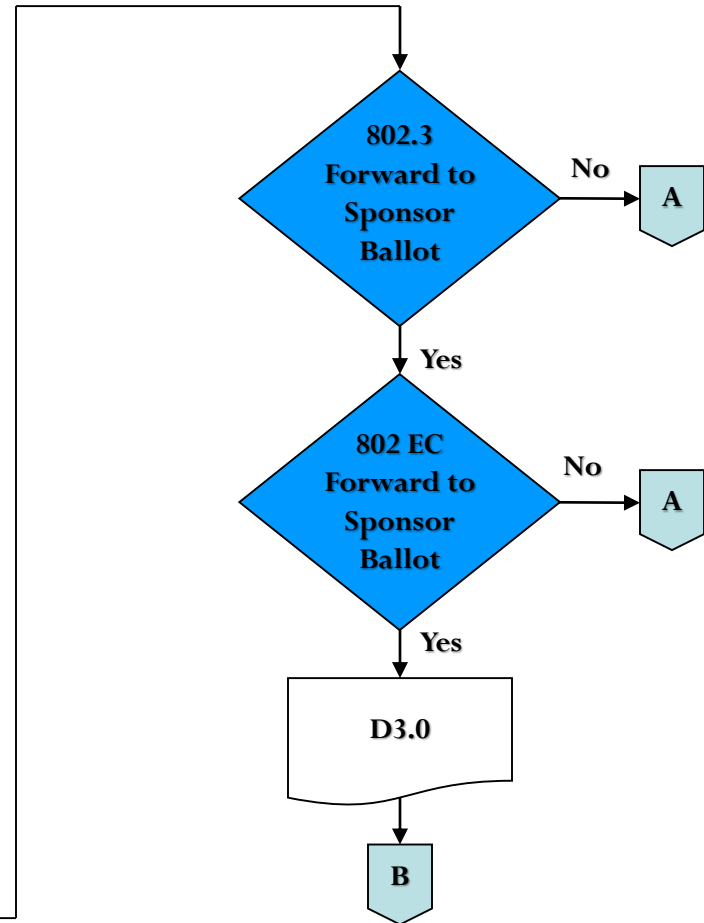 802.3
Forward to
Sponsor
Ballot
No
A
Yes
802 EC
Forward to
Sponsor
Ballot
No
A
Yes
D3.0
B